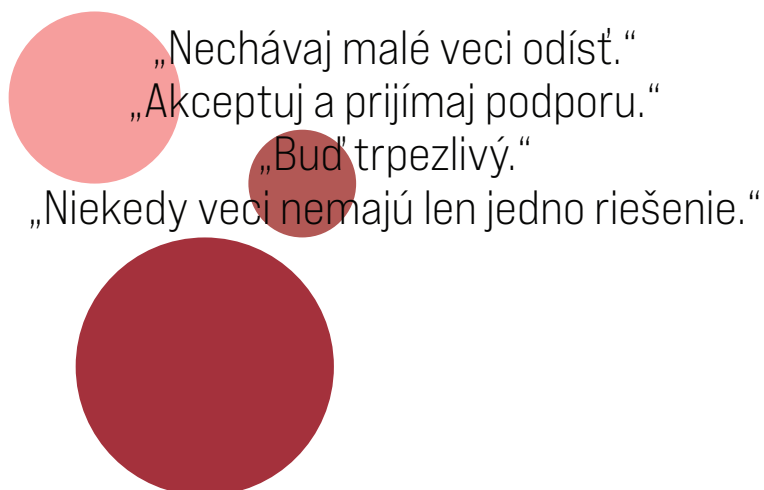 „Nechávaj malé veci odísť.“
„Akceptuj a prijímaj podporu.“
„Buď trpezlivý.“
„Niekedy veci nemajú len jedno riešenie.“